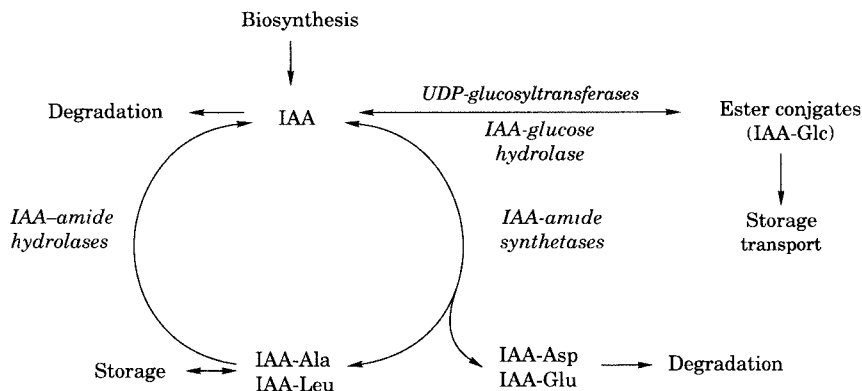 Biosynthesis
UDP-glucosyltransferases
Degradation
IAA
Ester conjgates
(IAA-Glc)
IAA-glucose
hydrolase
IAA–amide
hydrolases
IAA-amide
synthetases
Storage
transport
Storage
IAA-Ala
IAA-Leu
IAA-Asp
IAA-Glu
Degradation